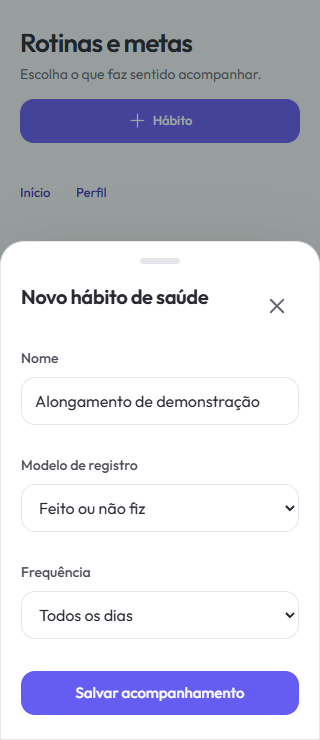 Rotinas e metas
Escolha o que faz sentido acompanhar.
Hábito
Início Perfil
Novo hábito de saúde
Nome
Alongamento de demonstração
Modelo de registro
Feito ou não fiz
Frequência
Todos os dias
Salvar acompanhamento